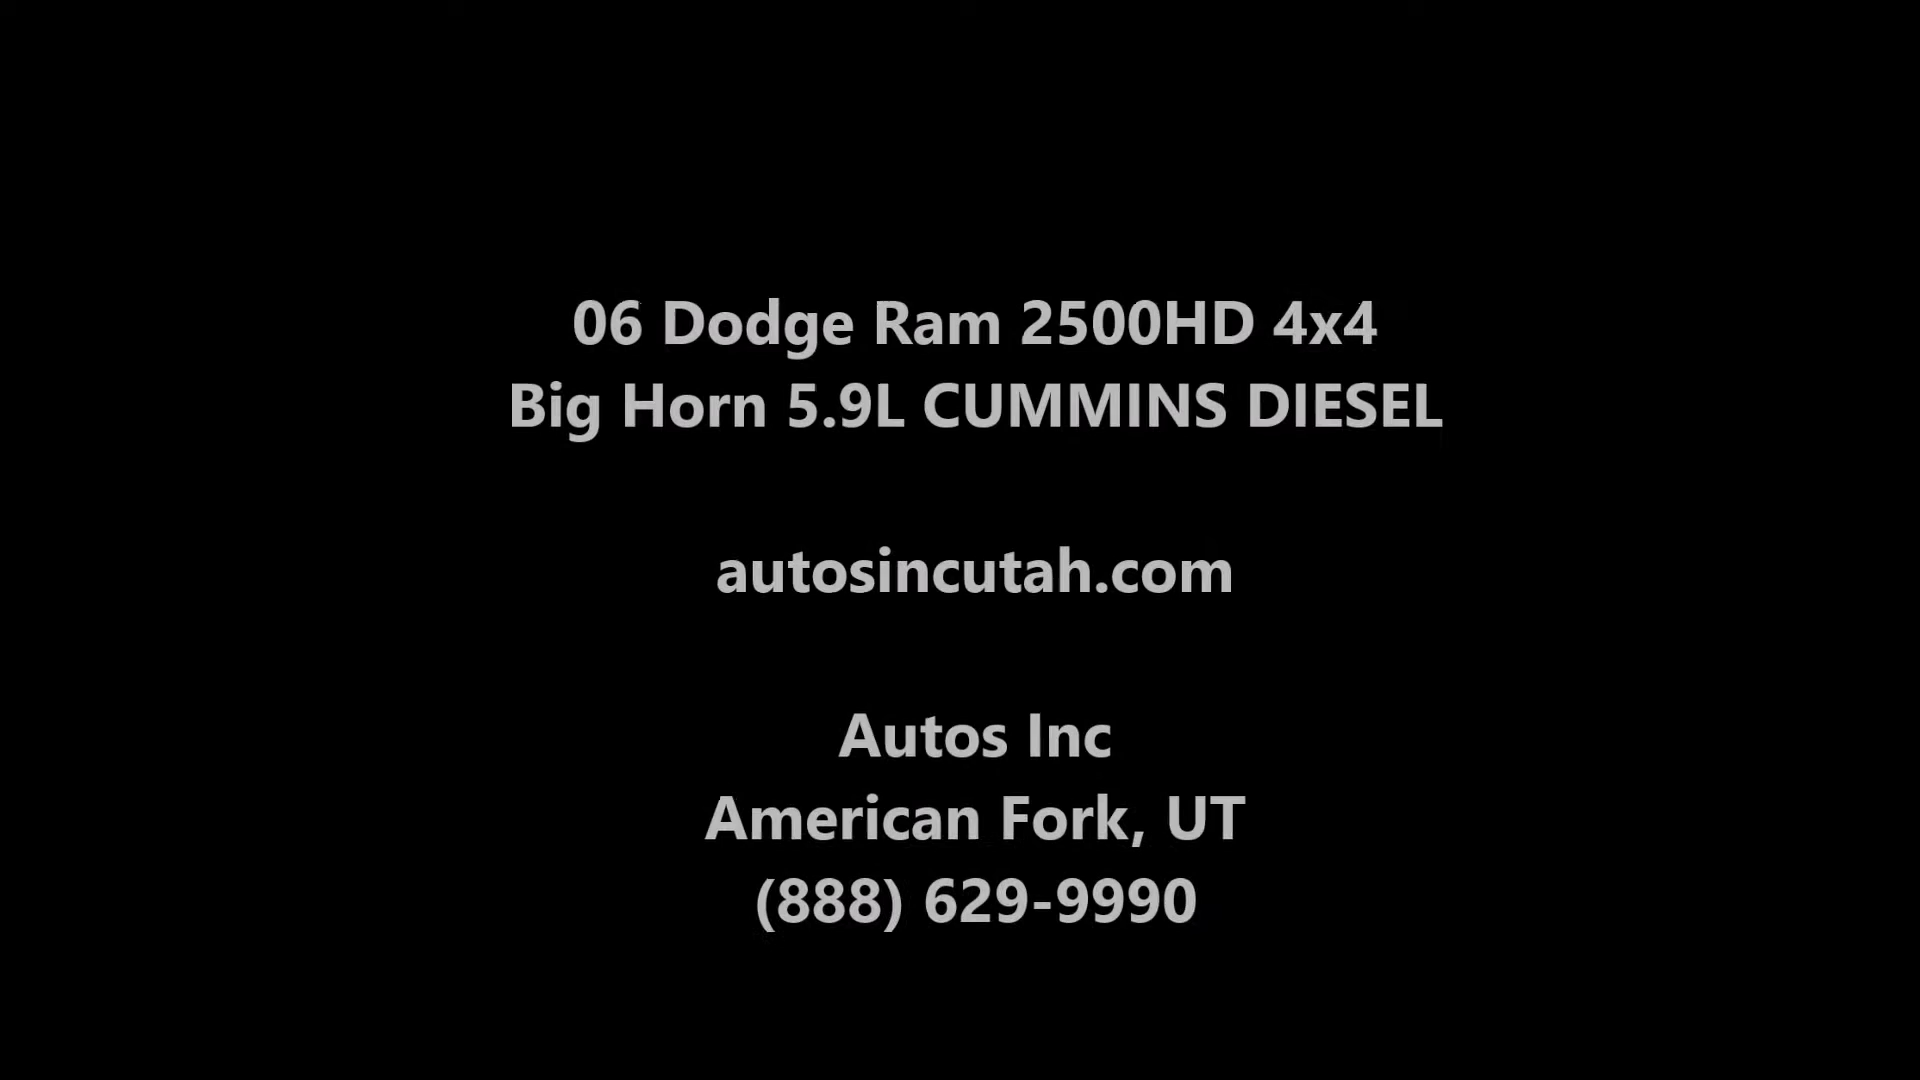 06 Dodge Ram 2500HD 4x4
Big Horn 5.9L CUMMINS DIESEL
autosincutah.com
Autos Inc
American Fork, UT
(888) 629-9990